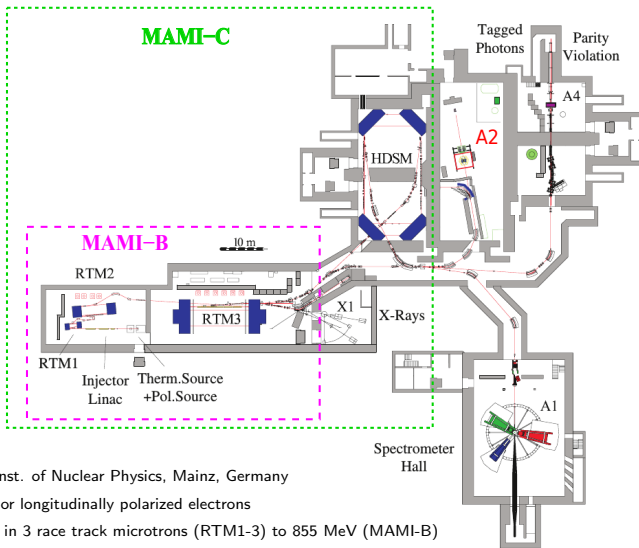 MAMI-C
Tagged
Photons
Parity
Violation
A4
A2
HDSM
MAMI-B
10 m
RTM2
RTM3
X1
X-Rays
RTM1
Injector
Linac
Therm.Source
+Pol.Source
A1
Spectrometer
Hall
nst. of Nuclear Physics, Mainz, Germany
or longitudinally polarized electrons
in 3 race track microtrons (RTM1-3) to 855 MeV (MAMI-B)